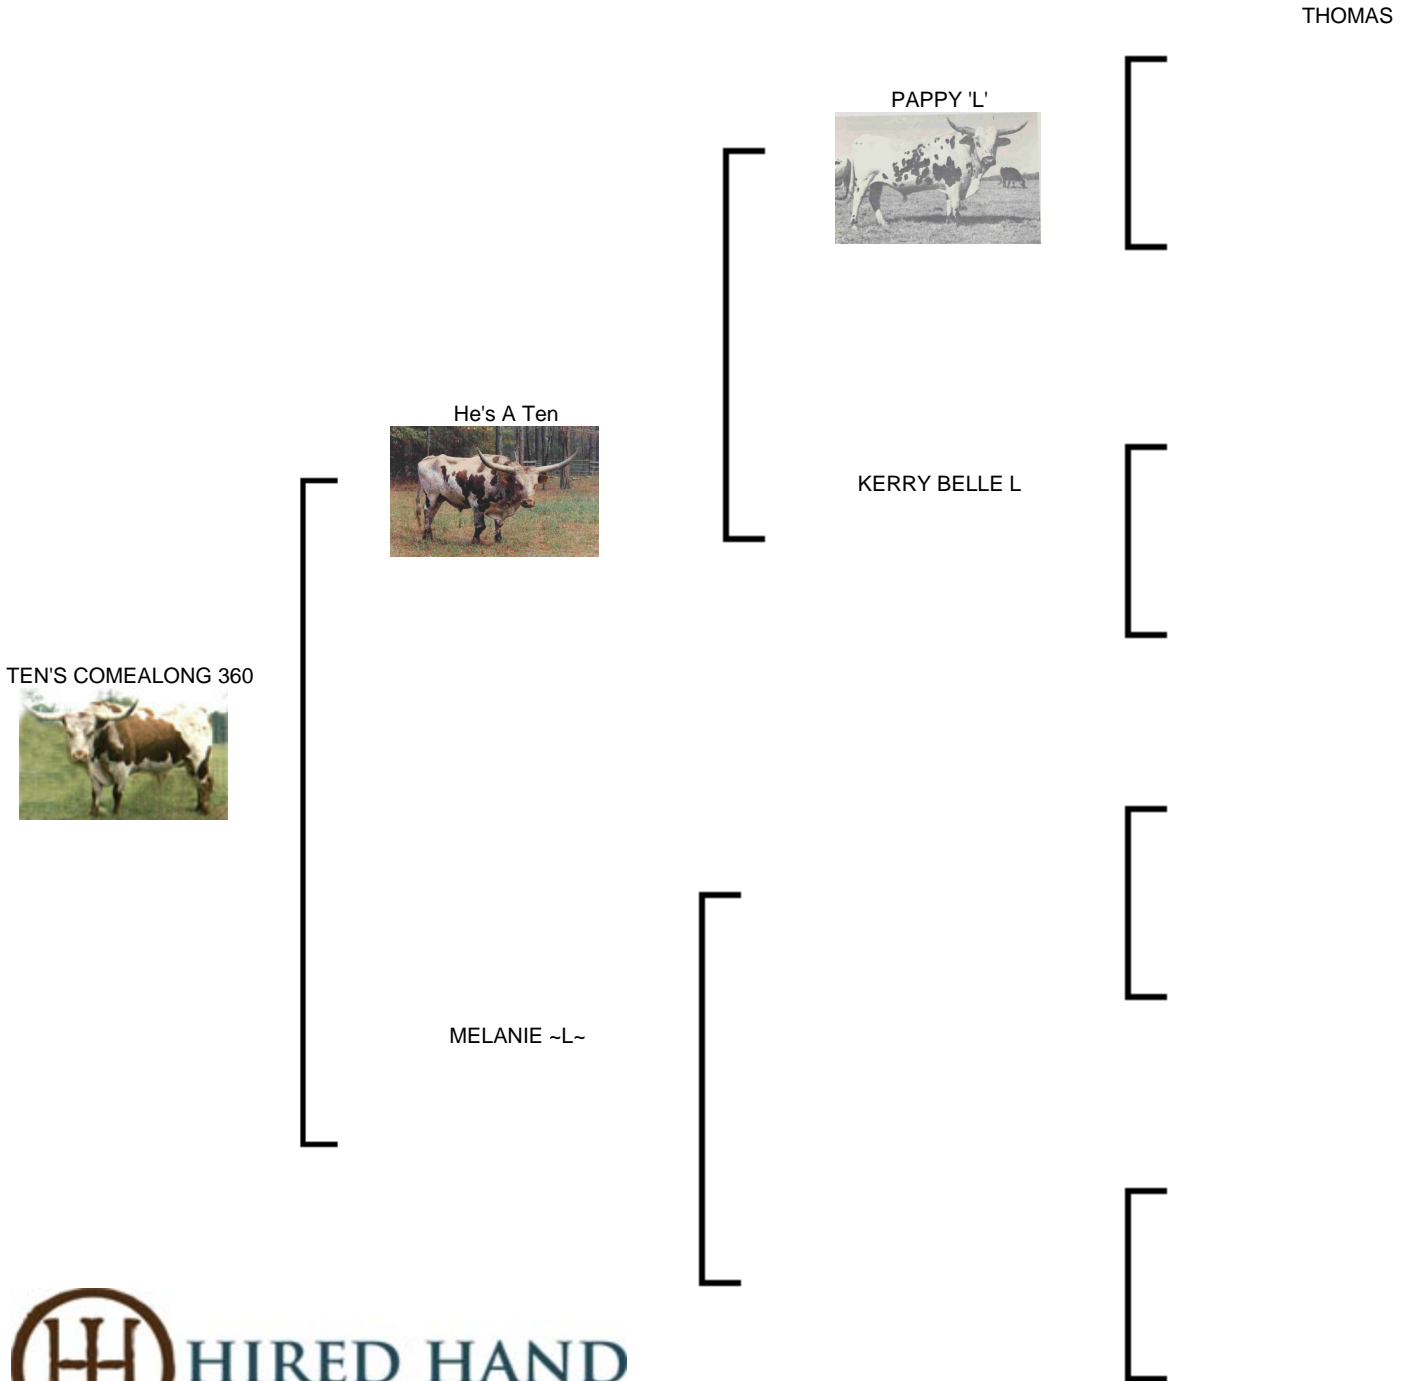 THOMAS
PAPPY 'L'
He's A Ten
KERRY BELLE L
TEN'S COMEALONG 360
MELANIE ~L~
HIRED HAND